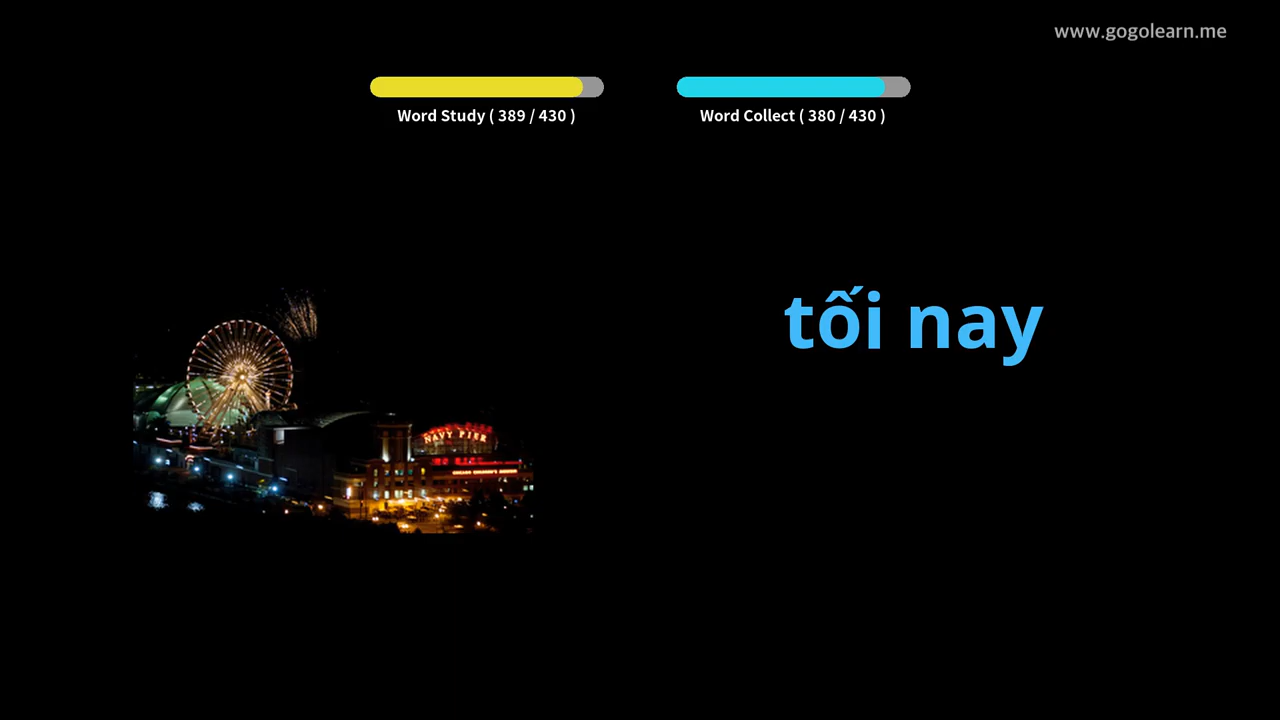 www.gogolearn.me
Word Study ( 389 / 430 )
Word Collect ( 380 / 430 )
tối nay
NAVY PIER